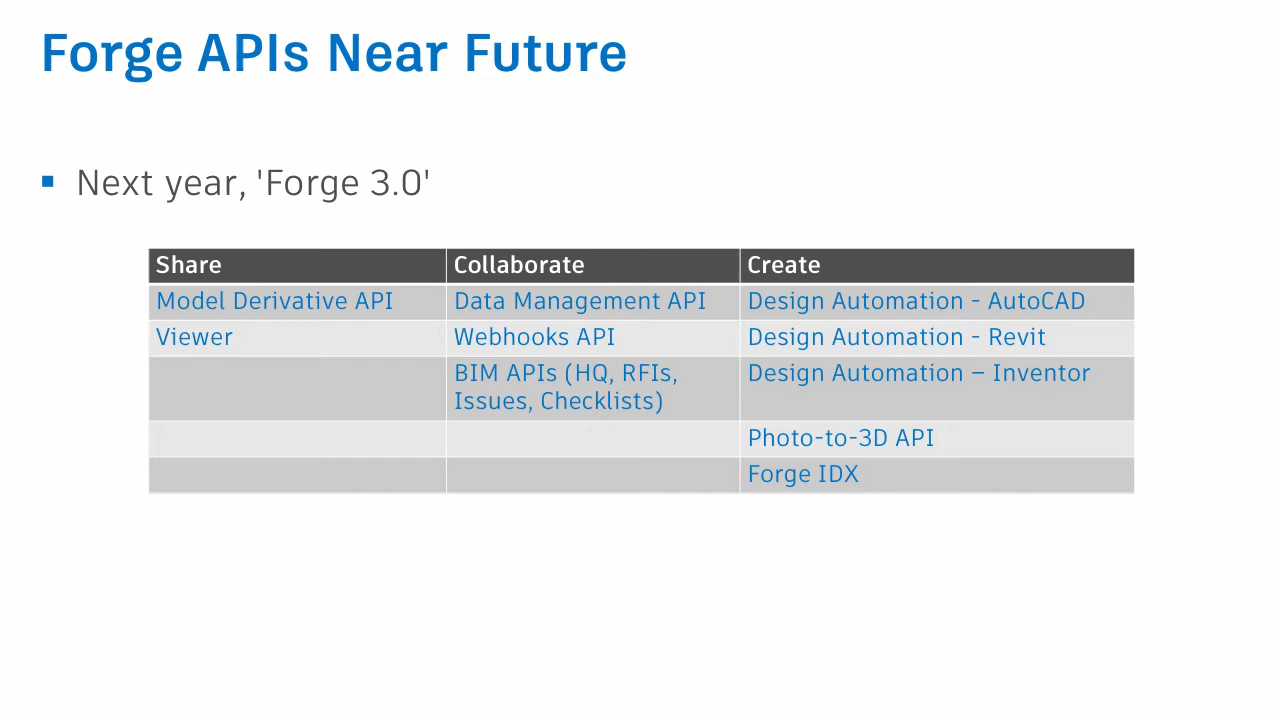 Forge APIs Near Future
Next year, 'Forge 3.0'
Share Collaborate Create
Model Derivative API Data Management API Design Automation - AutoCAD
Viewer Webhooks API Design Automation - Revit
BIM APIs (HQ, RFIs, Design Automation – Inventor
Issues, Checklists)
Photo-to-3D API
Forge IDX